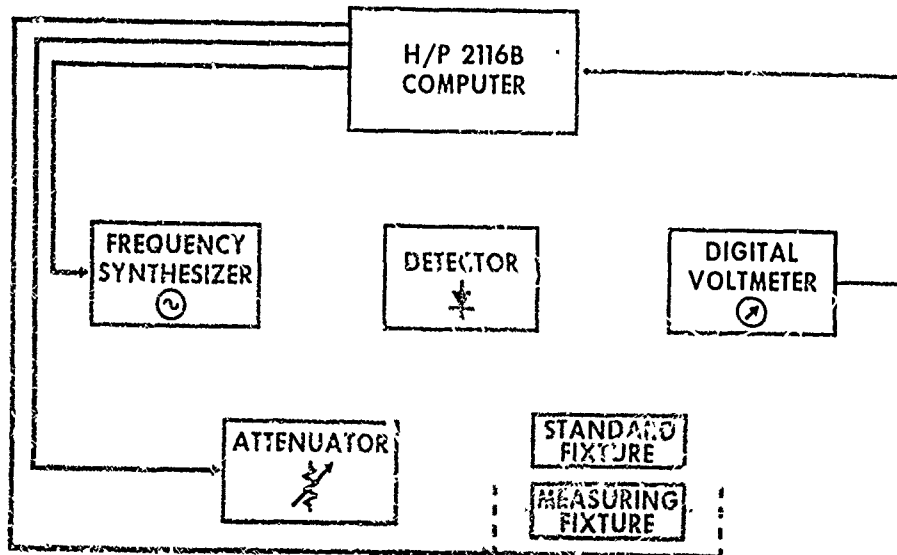 H/P 2116B
COMPUTER
FREQUENCY
SYNTHESIZER
DETECTOR
DIGITAL
VOLTMETER
ATTENUATOR
STANDARD
FIXTURE
MEASURING
FIXTURE